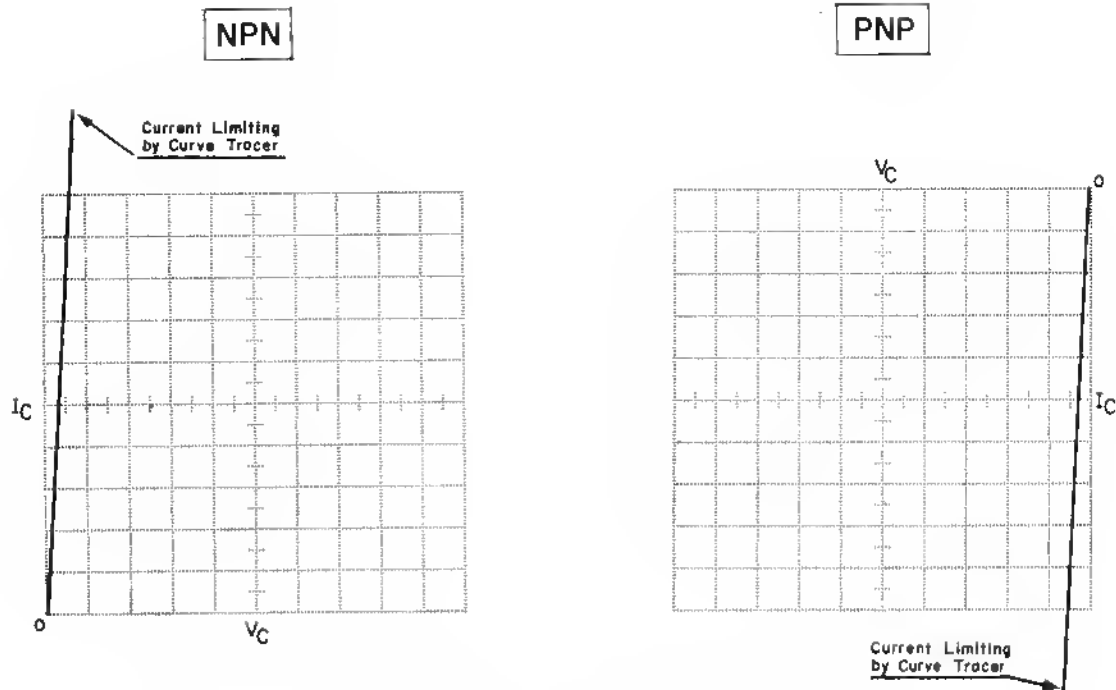 NPN
PNP
Current Limiting
by Curve Tracer
VC
O
IC
IC
O
VC
Current Limiting
by Curve Tracer